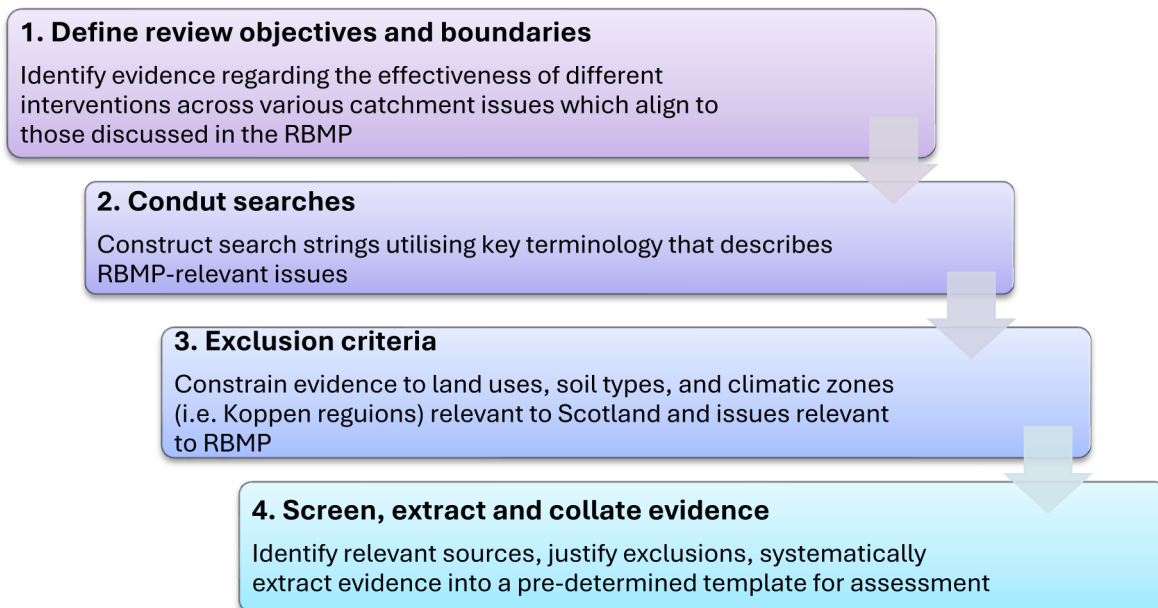 1. Define review objectives and boundaries
Identify evidence regarding the effectiveness of different
interventions across various catchment issues which align to
those discussed in the RBMP
2. Condut searches
Construct search strings utilising key terminology that describes
RBMP-relevant issues
3. Exclusion criteria
Constrain evidence to land uses, soil types, and climatic zones
(i.e. Koppen reguions) relevant to Scotland and issues relevant
to RBMP
4. Screen, extract and collate evidence
Identify relevant sources, justify exclusions, systematically
extract evidence into a pre-determined template for assessment